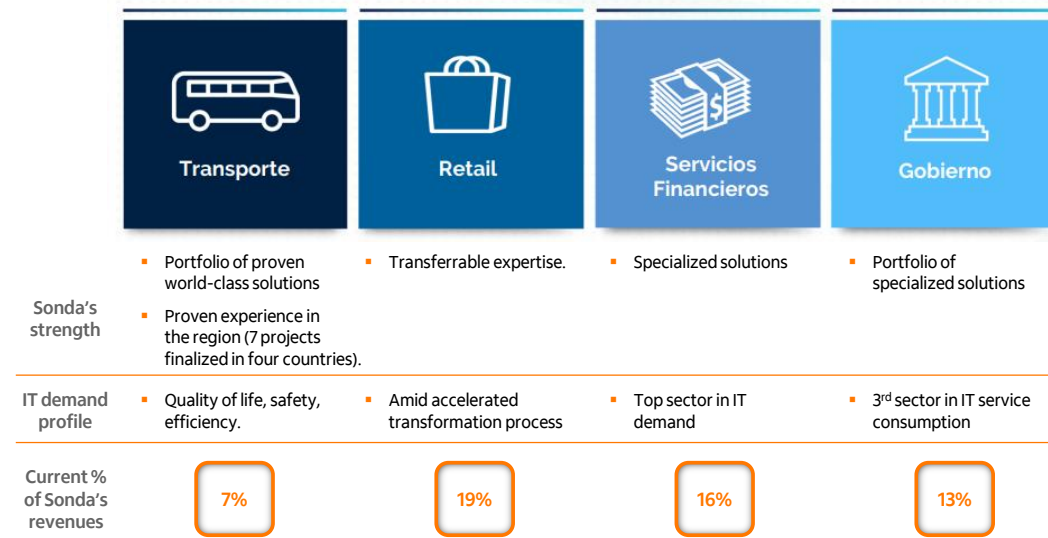 Transporte
Retail
Servicios
Financieros
Gobierno
Sonda's
strength
▪ Portfolio of proven
world-class solutions
▪ Proven experience in
the region (7 projects
finalized in four countries).
▪ Transferrable expertise.
▪ Specialized solutions
▪ Portfolio of
specialized solutions
IT demand
profile
▪ Quality of life, safety,
efficiency.
▪ Amid accelerated
transformation process
▪ Top sector in IT
demand
▪ 3rd sector in IT service
consumption
Current %
of Sonda's
revenues
7%
19%
16%
13%